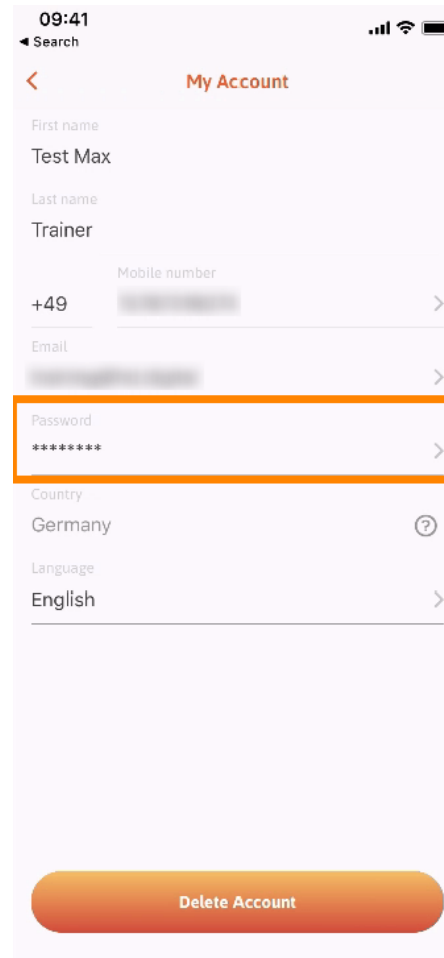 09:41
◀ Search
My Account
First name
Test Max
Last name
Trainer
Mobile number
+49
Email
Password
********
Country
Germany
?
Language
English
Delete Account